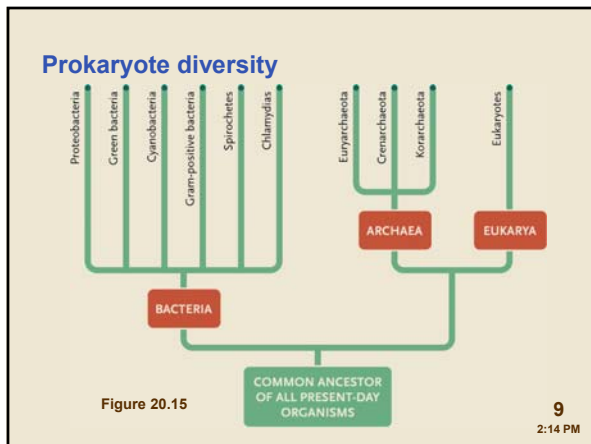 Prokaryote diversity
Proteobacteria
Green bacteria
Cyanobacteria
Gram-positive bacteria
Spirochetes
Chlamydias
Euryarchaeota
Crenarchaeota
Korarchaeota
Eukaryotes
ARCHAEA
EUKARYA
BACTERIA
COMMON ANCESTOR
OF ALL PRESENT-DAY
ORGANISMS
Figure 20.15
9
2:14 PM